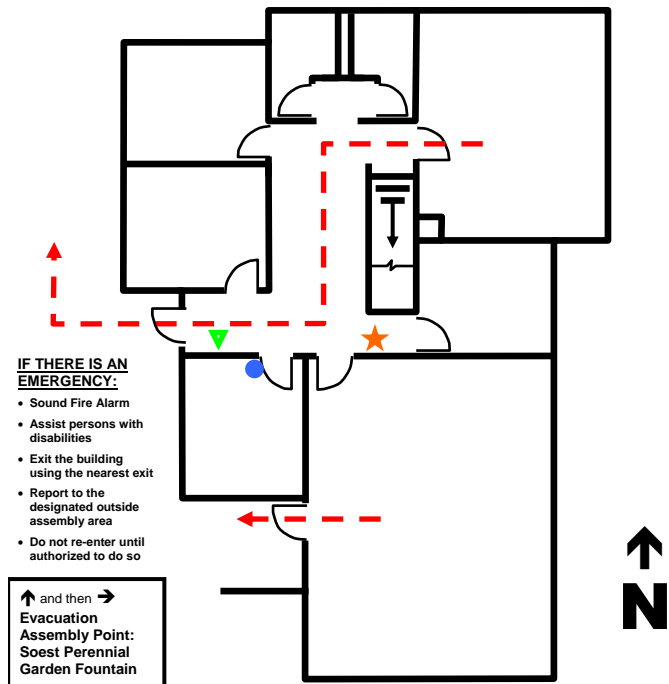 IF THERE IS AN
EMERGENCY:
• Sound Fire Alarm
• Assist persons with
disabilities
• Exit the building
using the nearest exit
• Report to the
designated outside
assembly area
• Do not re-enter until
authorized to do so
↑ and then →
Evacuation
Assembly Point:
Soest Perennial
Garden Fountain
N